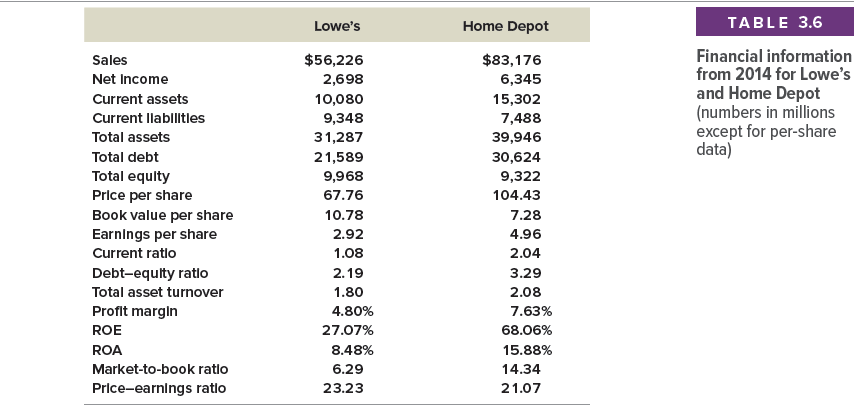 Lowe's Home Depot
Sales $56,226 $83,176
Net income 2,698 6,345
Current assets 10,080 15,302
Current liabilities 9,348 7,488
Total assets 31,287 39,946
Total debt 21,589 30,624
Total equity 9,968 9,322
Price per share 67.76 104.43
Book value per share 10.78 7.28
Earnings per share 2.92 4.96
Current ratio 1.08 2.04
Debt–equity ratio 2.19 3.29
Total asset turnover 1.80 2.08
Profit margin 4.80% 7.63%
ROE 27.07% 68.06%
ROA 8.48% 15.88%
Market-to-book ratio 6.29 14.34
Price–earnings ratio 23.23 21.07
TABLE 3.6
Financial information
from 2014 for Lowe's
and Home Depot
(numbers in millions
except for per-share
data)